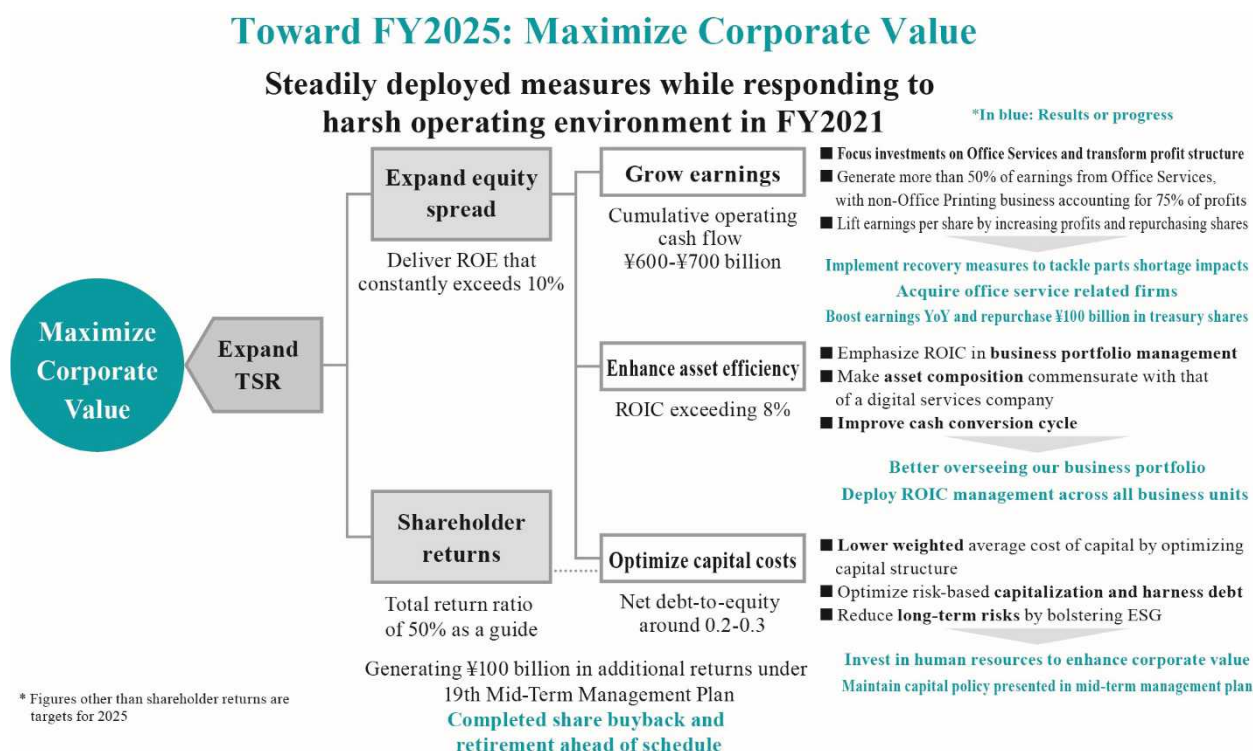 Toward FY2025: Maximize Corporate Value
Steadily deployed measures while responding to
harsh operating environment in FY2021
*In blue: Results or progress
Maximize
Corporate
Value
Expand
TSR
Expand equity
spread
Deliver ROE that
constantly exceeds 10%
Shareholder
returns
Total return ratio
of 50% as a guide
Generating ¥100 billion in additional returns under
19th Mid-Term Management Plan
Completed share buyback and
retirement ahead of schedule
Grow earnings
Cumulative operating
cash flow
¥600-¥700 billion
■ Focus investments on Office Services and transform profit structure
■ Generate more than 50% of earnings from Office Services,
with non-Office Printing business accounting for 75% of profits
■ Lift earnings per share by increasing profits and repurchasing shares
Implement recovery measures to tackle parts shortage impacts
Acquire office service related firms
Boost earnings YoY and repurchase ¥100 billion in treasury shares
Enhance asset efficiency
ROIC exceeding 8%
■ Emphasize ROIC in business portfolio management
■ Make asset composition commensurate with that
of a digital services company
■ Improve cash conversion cycle
Better overseeing our business portfolio
Deploy ROIC management across all business units
Optimize capital costs
Net debt-to-equity
around 0.2-0.3
■ Lower weighted average cost of capital by optimizing
capital structure
■ Optimize risk-based capitalization and harness debt
■ Reduce long-term risks by bolstering ESG
Invest in human resources to enhance corporate value
Maintain capital policy presented in mid-term management plan
* Figures other than shareholder returns are
targets for 2025